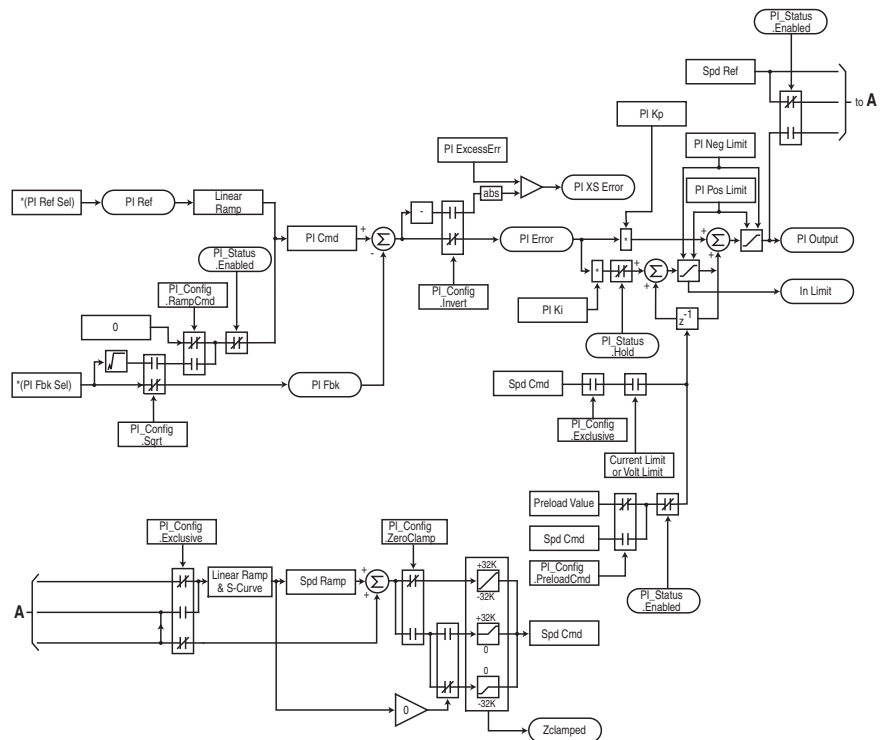 PI_Status
.Enabled
Spd Ref
to A
PI Kp
PI Neg Limit
PI ExcessErr
PI Pos Limit
abs
PI XS Error
*(PI Ref Sel)
PI Ref
Linear
Ramp
-
PI Cmd
+
Σ
-
PI Error
*
+
Σ
+
PI Output
PI_Status
.Enabled
*
+
Σ
+
PI_Config
.RampCmd
PI_Config
.Invert
In Limit
PI Ki
0
z-1
PI_Status
.Hold
√
*(PI Fbk Sel)
PI Fbk
Spd Cmd
PI_Config
.Exclusive
PI_Config
.Sqrt
Current Limit
or Volt Limit
Preload Value
PI_Config
.Exclusive
PI_Config
.ZeroClamp
Spd Cmd
+32K
-32K
PI_Config
.PreloadCmd
Linear Ramp
& S-Curve
Spd Ramp
+
Σ
+
PI_Status
.Enabled
A
+32K
0
Spd Cmd
0
-32K
0
Zclamped